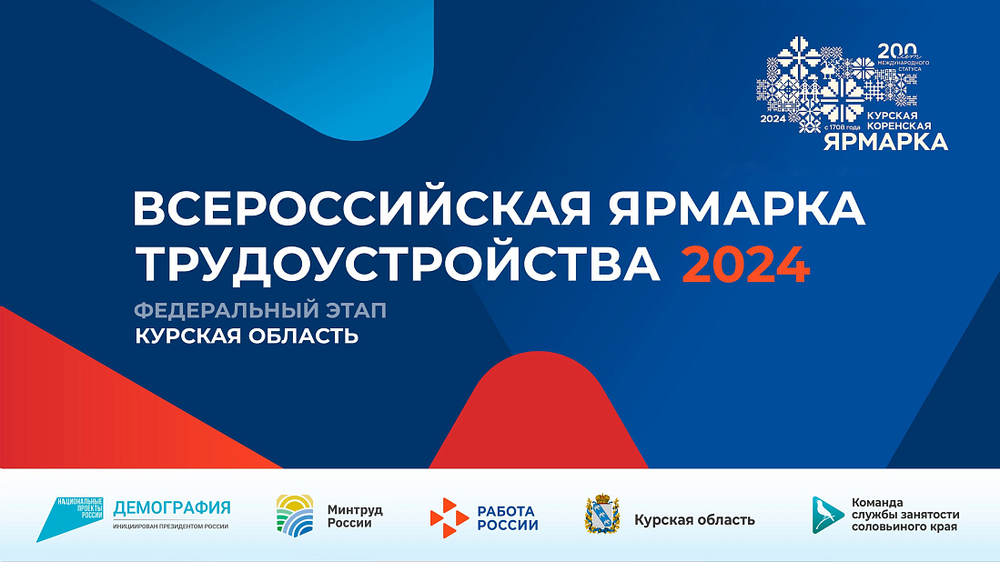 200 лет
МЕЖДУНАРОДНОГО
СТАТУСА
2024
с 1708 года
КУРСКАЯ
КОРЕНСКАЯ
ЯРМАРКА
ВСЕРОССИЙСКАЯ ЯРМАРКА
ТРУДОУСТРОЙСТВА 2024
ФЕДЕРАЛЬНЫЙ ЭТАП
КУРСКАЯ ОБЛАСТЬ
НАЦИОНАЛЬНЫЕ
ПРОЕКТЫ
РОССИИ
ДЕМОГРАФИЯ
ИНИЦИИРОВАН ПРЕЗИДЕНТОМ РОССИИ
Минтруд
России
РАБОТА
РОССИИ
Курская область
Команда
службы занятости
соловьиного края